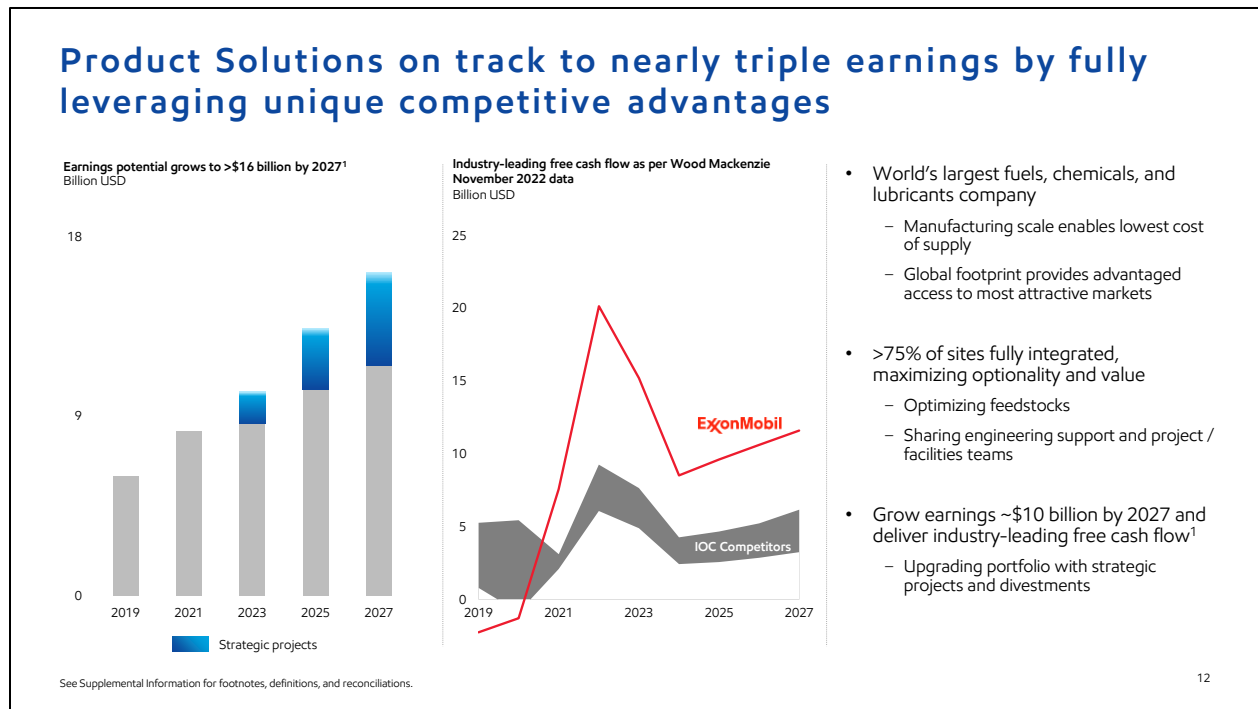 Product Solutions on track to nearly triple earnings by fully
leveraging unique competitive advantages
Earnings potential grows to >$16 billion by 2027¹
Billion USD
18
9
0
2019
2021
2023
2025
2027
Strategic projects
Industry-leading free cash flow as per Wood Mackenzie
November 2022 data
Billion USD
25
20
15
10
5
0
ExxonMobil
IOC Competitors
2019
2021
2023
2025
2027
• World's largest fuels, chemicals, and
lubricants company
– Manufacturing scale enables lowest cost
of supply
– Global footprint provides advantaged
access to most attractive markets
• >75% of sites fully integrated,
maximizing optionality and value
– Optimizing feedstocks
– Sharing engineering support and project /
facilities teams
• Grow earnings ~$10 billion by 2027 and
deliver industry-leading free cash flow¹
– Upgrading portfolio with strategic
projects and divestments
See Supplemental Information for footnotes, definitions, and reconciliations.
12